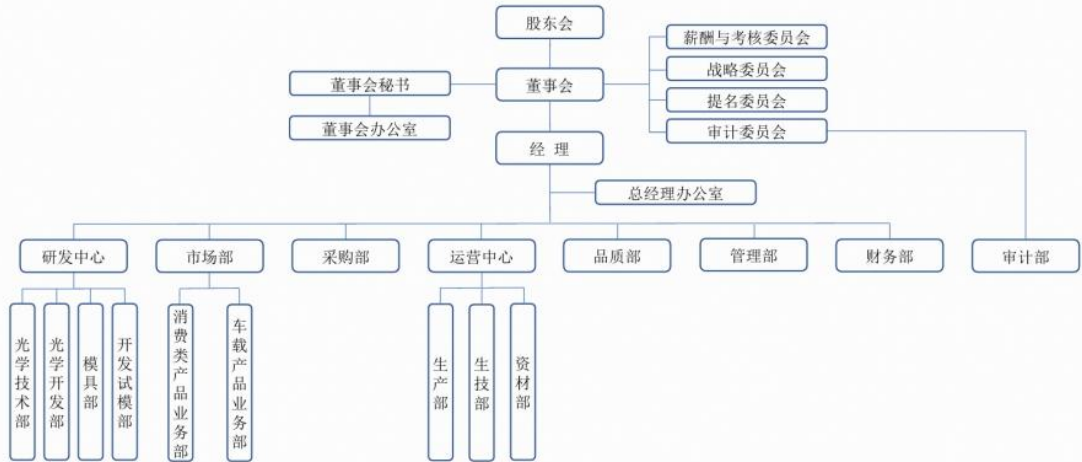 股东会
薪酬与考核委员会
战略委员会
董事会秘书
董事会
提名委员会
董事会办公室
审计委员会
经 理
总经理办公室
研发中心
市场部
采购部
运营中心
品质部
管理部
财务部
审计部
光学技术部
光学开发部
模具部
开发试模部
消费类产品业务部
车载产品业务部
生产部
生技部
资材部